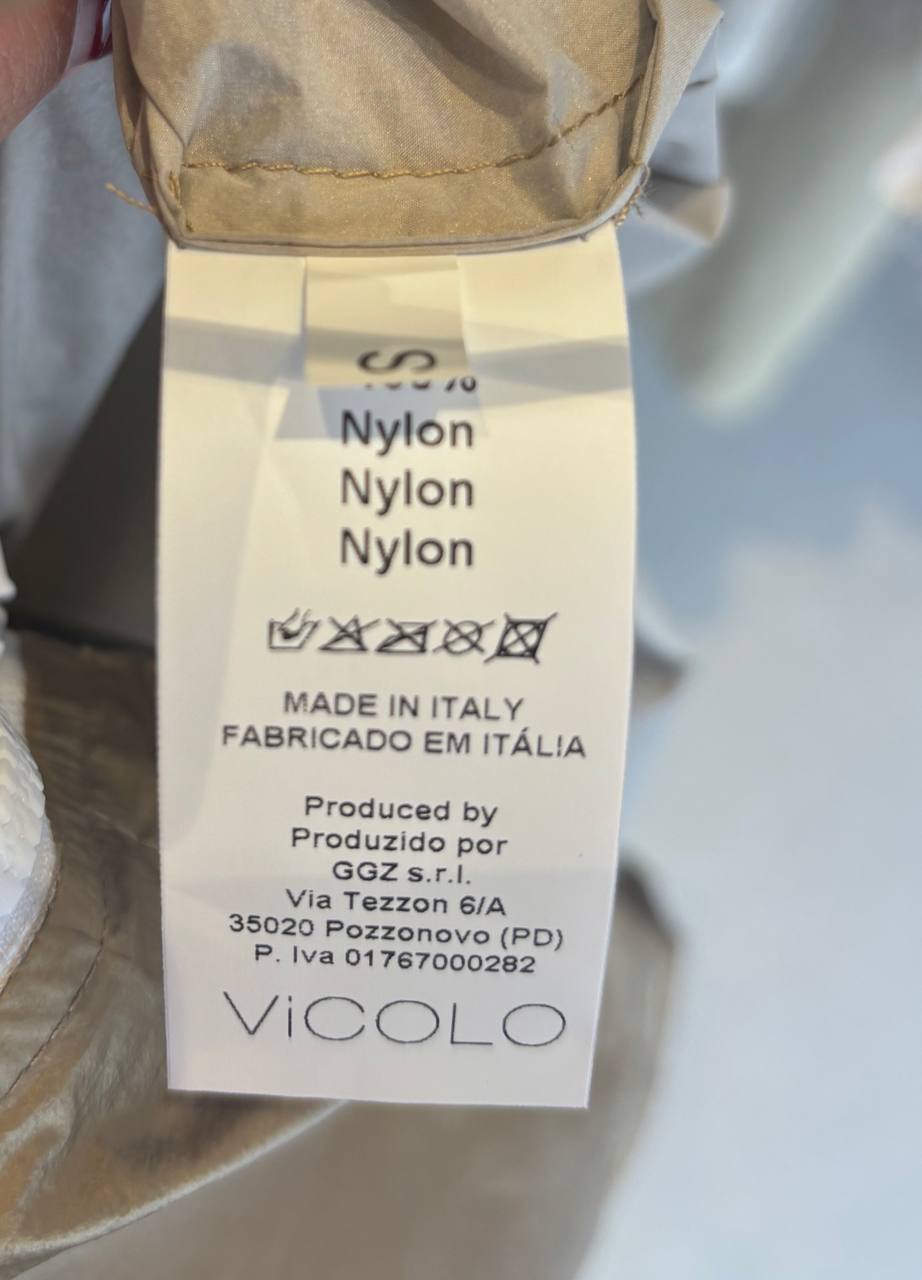 S
Nylon
Nylon
Nylon
MADE IN ITALY
FABRICADO EM ITÁLIA
Produced by
Produzido por
GGZ s.r.l.
Via Tezzon 6/A
35020 Pozzonovo (PD)
P. Iva 01767000282
ViCOLO